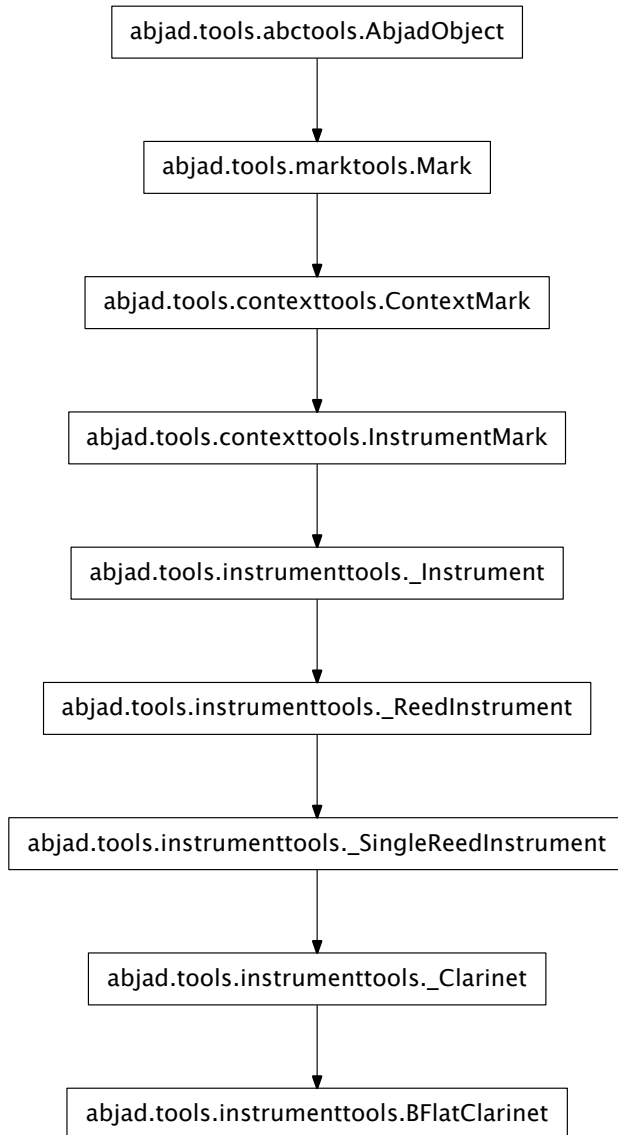 abjad.tools.abctools.AbjadObject
abjad.tools.marktools.Mark
abjad.tools.contexttools.ContextMark
abjad.tools.contexttools.InstrumentMark
abjad.tools.instrumenttools._Instrument
abjad.tools.instrumenttools._ReedInstrument
abjad.tools.instrumenttools._SingleReedInstrument
abjad.tools.instrumenttools._Clarinet
abjad.tools.instrumenttools.BFlatClarinet